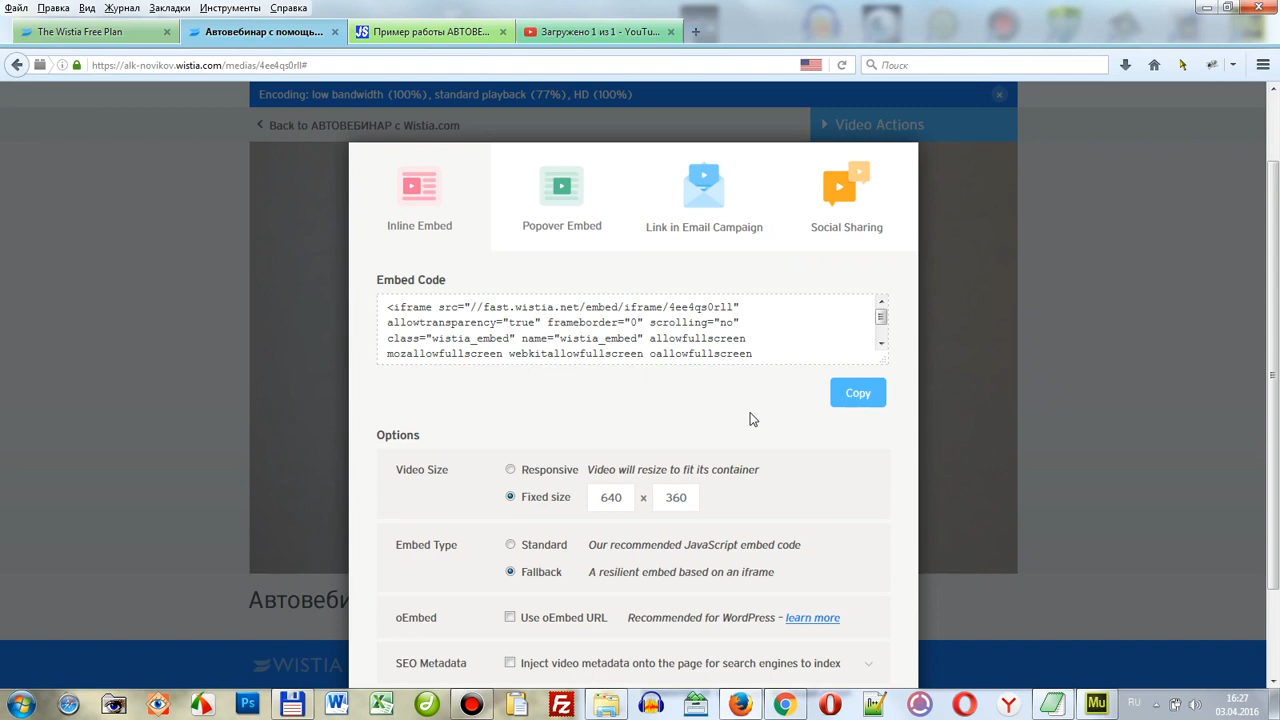 Файл Правка Вид Журнал Закладки Инструменты Справка
The Wistia Free Plan × Автовебинар с помощь... × Пример работы АВТОВЕ... × Загружено 1 из 1 - YouTu... × +
https://alk-novikov.wistia.com/medias/4ee4qs0rll#
Поиск
Encoding: low bandwidth (100%), standard playback (77%), HD (100%)
Back to АВТОВЕБИНАР с Wistia.com
Video Actions
Inline Embed
Popover Embed
Link in Email Campaign
Social Sharing
Embed Code
<iframe src="//fast.wistia.net/embed/iframe/4ee4qs0rll"
allowtransparency="true" frameborder="0" scrolling="no"
class="wistia_embed" name="wistia_embed" allowfullscreen
mozallowfullscreen webkitallowfullscreen oallowfullscreen
Copy
Options
Video Size
Responsive Video will resize to fit its container
Fixed size 640 x 360
Embed Type
Standard Our recommended JavaScript embed code
Fallback A resilient embed based on an iframe
Автовеби
oEmbed
Use oEmbed URL Recommended for WordPress – learn more
WISTIA
SEO Metadata
Inject video metadata onto the page for search engines to index
RU
16:27
03.04.2016